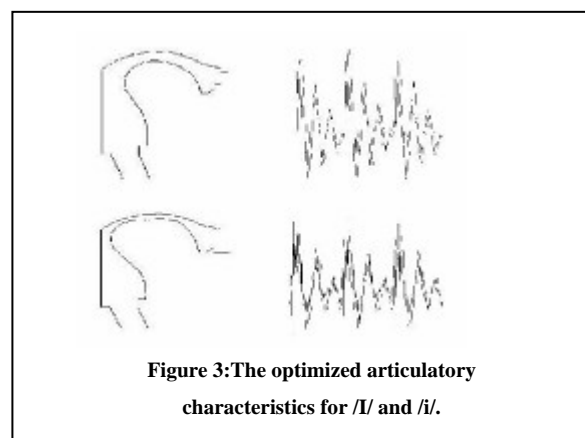 Figure 3:The optimized articulatory
characteristics for /I/ and /i/.